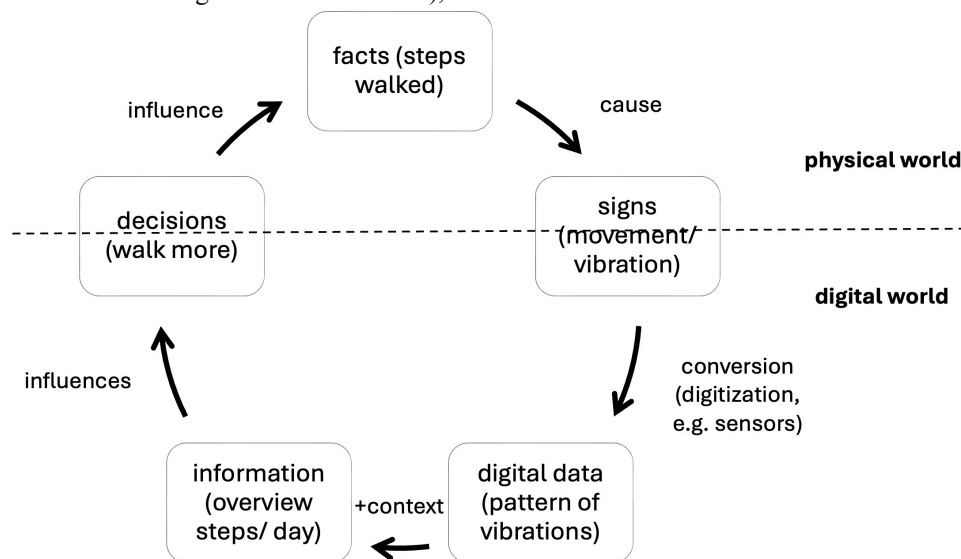 facts (steps
walked)
influence
cause
physical world
decisions
(walk more)
signs
(movement/
vibration)
digital world
influences
conversion
(digitization,
e.g. sensors)
information
(overview
steps/ day)
+context
digital data
(pattern of
vibrations)